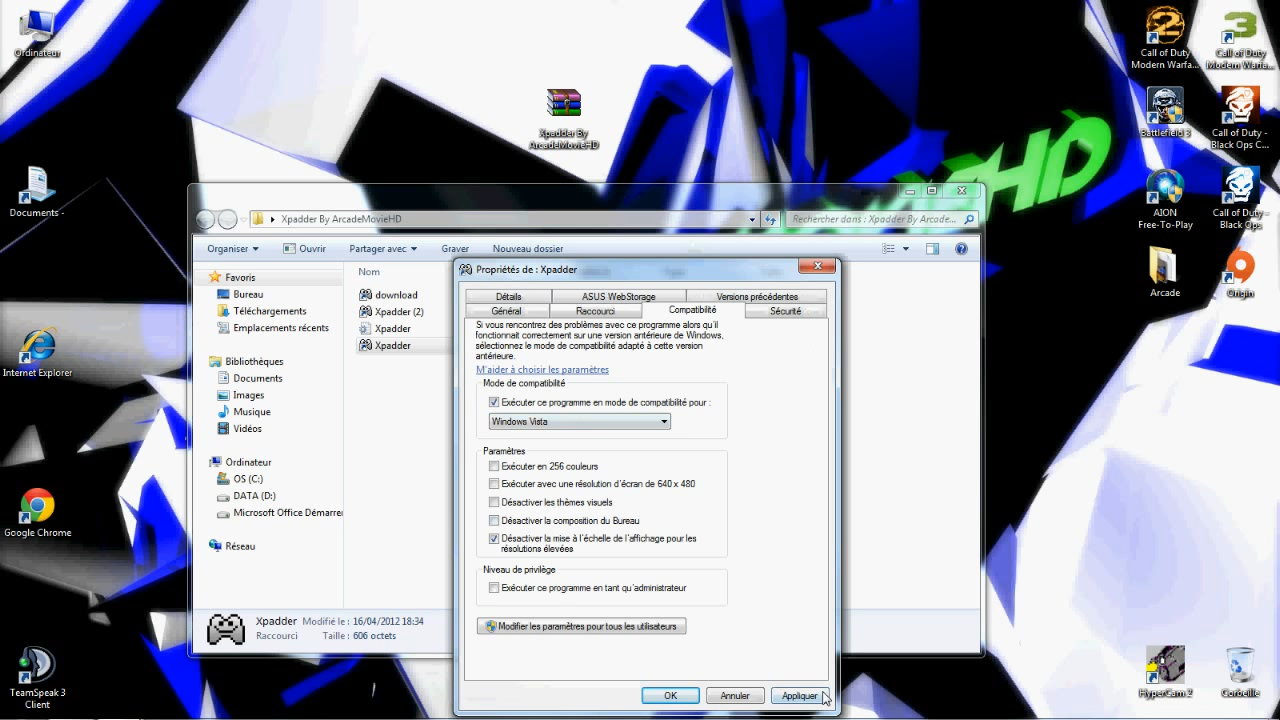 Ordinateur
Documents -
Internet Explorer
Google Chrome
TeamSpeak 3
Client
Xpadder By
ArcadeMovieHD
Call of Duty
Modern Warfa...
Call of Duty
Modern Warfa...
Battlefield 3
Call of Duty -
Black Ops C...
AION
Free-To-Play
Call of Duty -
Black Ops
Arcade
Origin
HyperCam 2
Corbeille
HD
Xpadder By ArcadeMovieHD
Rechercher dans : Xpadder By Arcade...
Organiser
Ouvrir
Partager avec
Graver
Nouveau dossier
Favoris
Bureau
Téléchargements
Emplacements récents
Bibliothèques
Documents
Images
Musique
Vidéos
Ordinateur
OS (C:)
DATA (D:)
Microsoft Office Démarrer
Réseau
Nom
download
Xpadder (2)
Xpadder
Xpadder
Xpadder Modifié le : 16/04/2012 18:34
Raccourci Taille : 606 octets
Propriétés de : Xpadder
Détails
ASUS WebStorage
Versions précédentes
Général
Raccourci
Compatibilité
Sécurité
Si vous rencontrez des problèmes avec ce programme alors qu'il
fonctionnait correctement sur une version antérieure de Windows,
sélectionnez le mode de compatibilité adapté à cette version
antérieure.
M'aider à choisir les paramètres
Mode de compatibilité
Exécuter ce programme en mode de compatibilité pour :
Windows Vista
Paramètres
Exécuter en 256 couleurs
Exécuter avec une résolution d'écran de 640 x 480
Désactiver les thèmes visuels
Désactiver la composition du Bureau
Désactiver la mise à l'échelle de l'affichage pour les
résolutions élevées
Niveau de privilège
Exécuter ce programme en tant qu'administrateur
Modifier les paramètres pour tous les utilisateurs
OK
Annuler
Appliquer